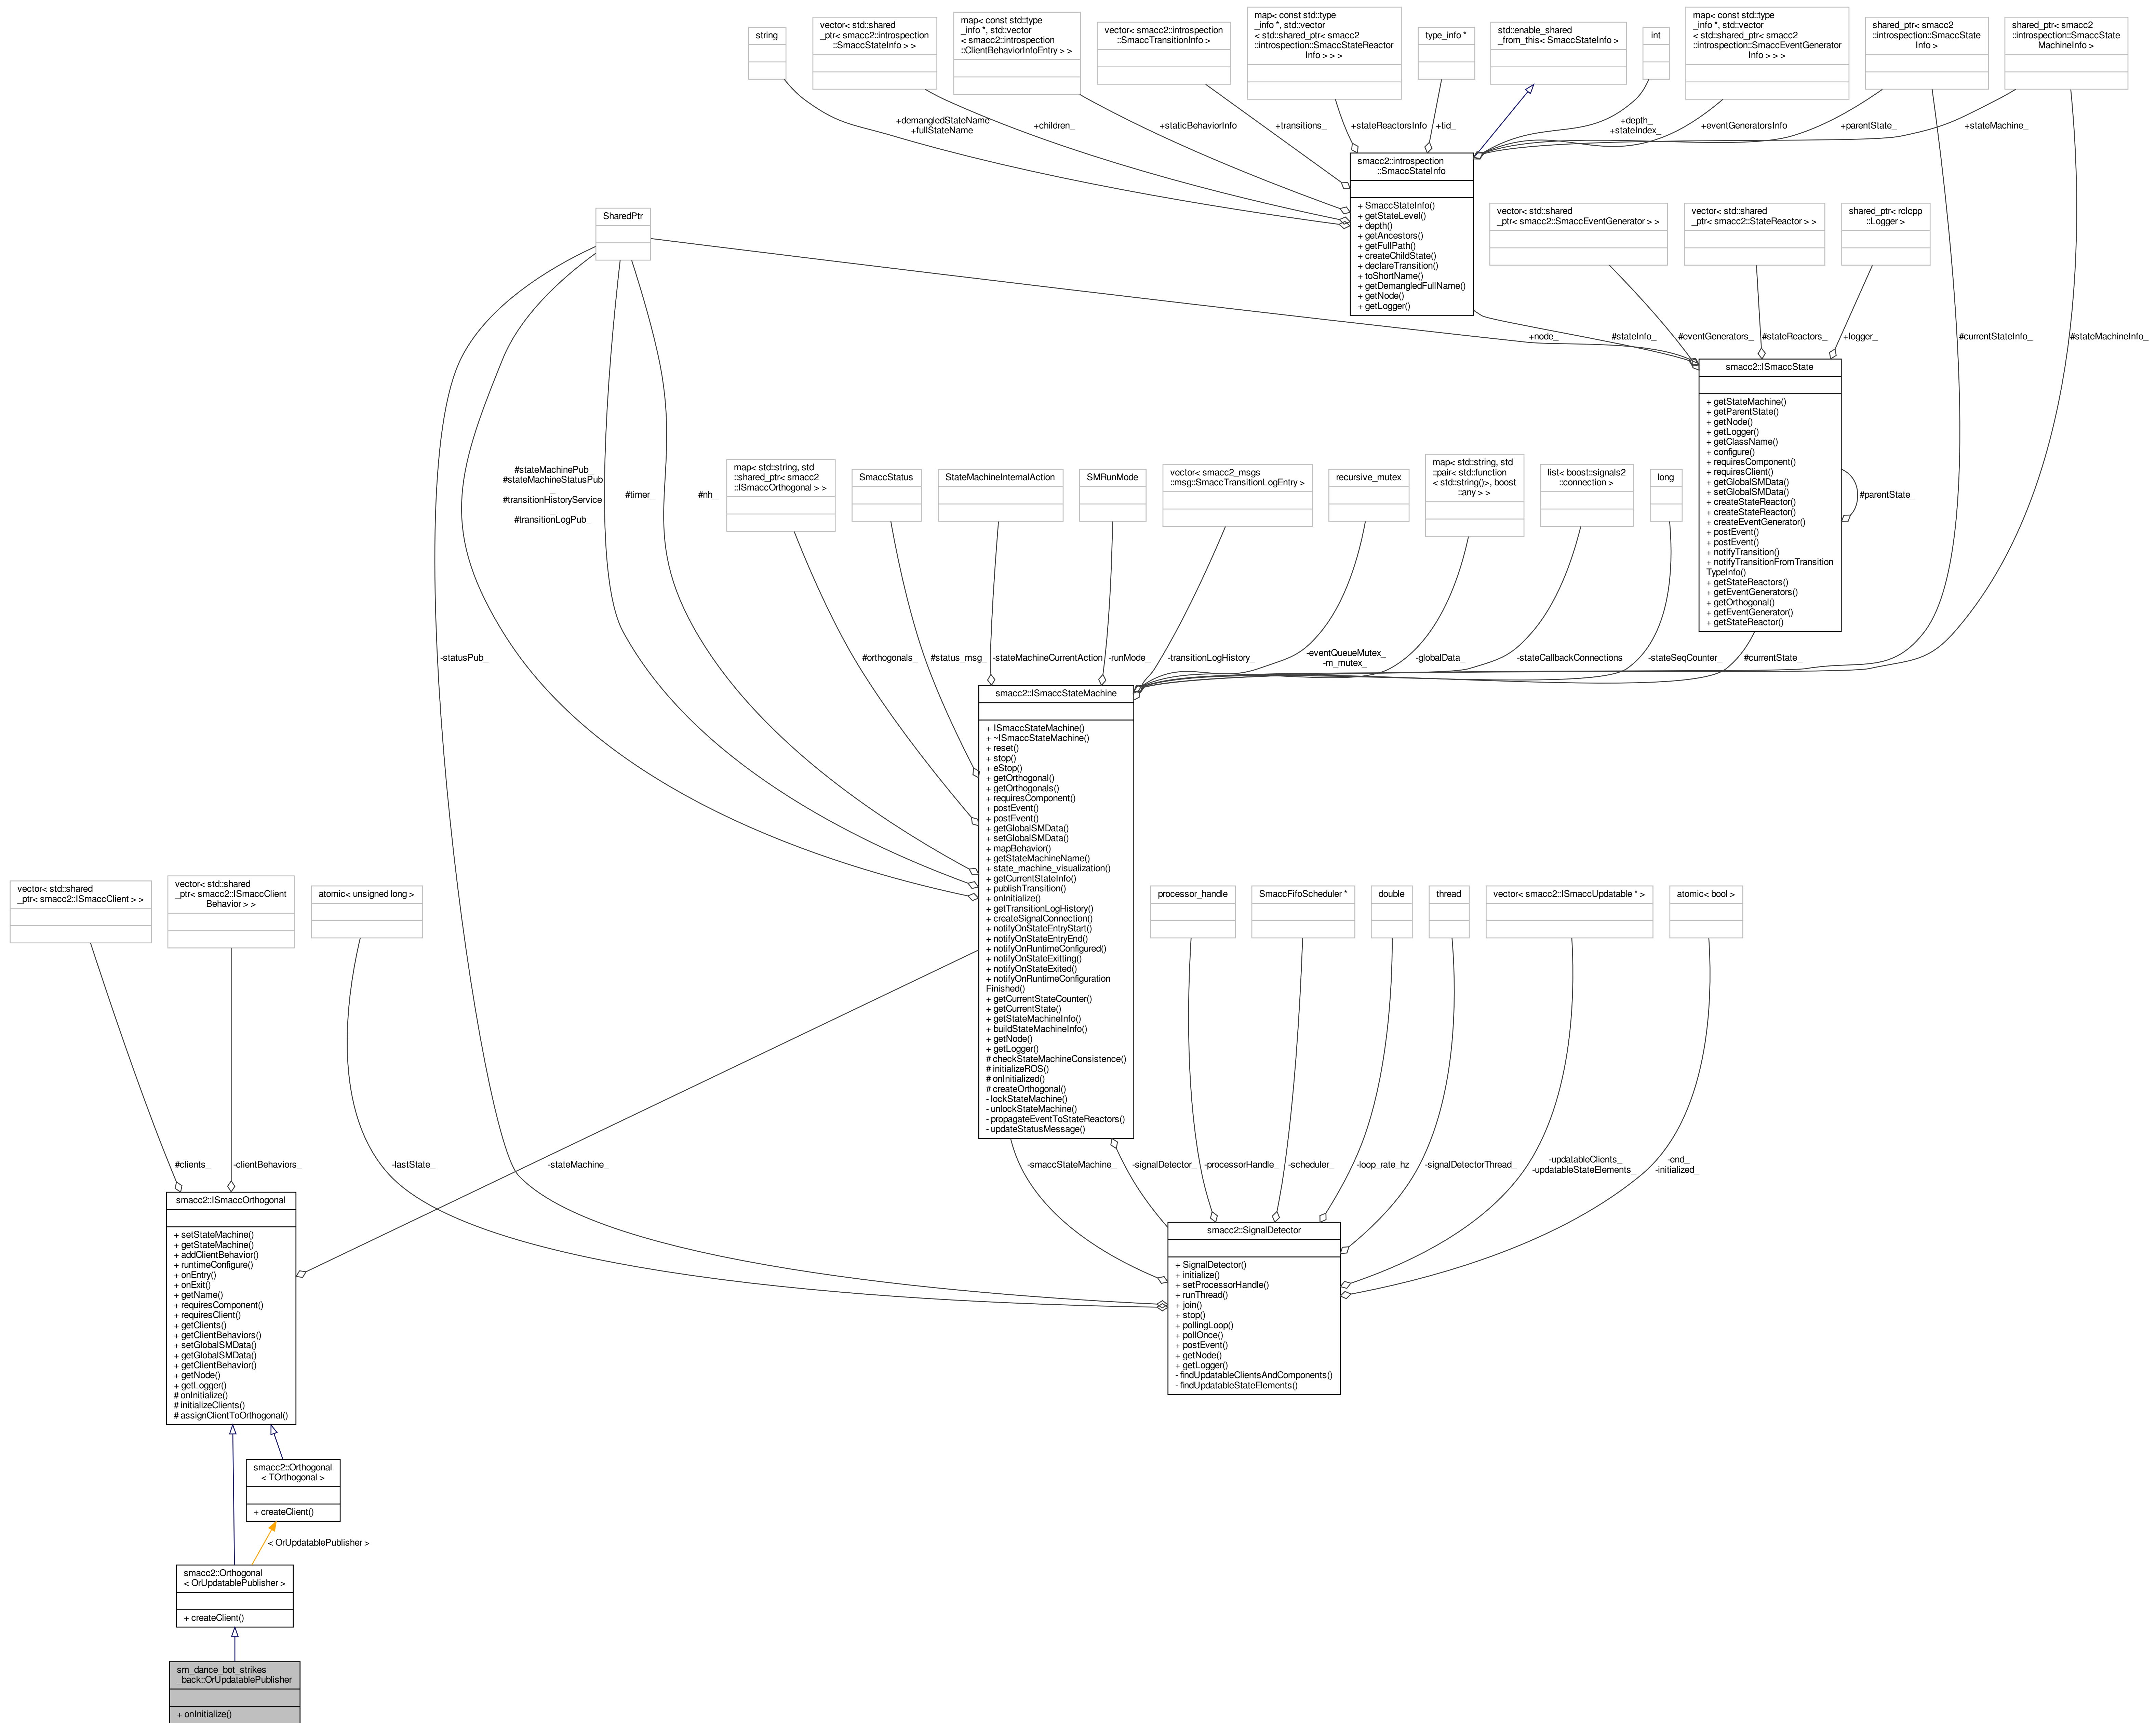 string
vector< std::shared
_ptr< smacc2::introspection
::SmaccStateInfo > >
map< const std::type
_info *, std::vector
< smacc2::introspection
::ClientBehaviorInfoEntry > >
vector< smacc2::introspection
::SmaccTransitionInfo >
map< const std::type
_info *, std::vector
< std::shared_ptr< smacc2
::introspection::SmaccStateReactor
Info > > >
type_info *
std::enable_shared
_from_this< SmaccStateInfo >
int
map< const std::type
_info *, std::vector
< std::shared_ptr< smacc2
::introspection::SmaccEventGenerator
Info > > >
shared_ptr< smacc2
::introspection::SmaccState
Info >
shared_ptr< smacc2
::introspection::SmaccState
MachineInfo >
+demangledStateName
+fullStateName
+children_
+staticBehaviorInfo
+transitions_
+stateReactorsInfo
+tid_
+depth_
+stateIndex_
+eventGeneratorsInfo
+parentState_
+stateMachine_
smacc2::introspection
::SmaccStateInfo
+ SmaccStateInfo()
+ getStateLevel()
+ depth()
+ getAncestors()
+ getFullPath()
+ createChildState()
+ declareTransition()
+ toShortName()
+ getDemangledFullName()
+ getNode()
+ getLogger()
SharedPtr
vector< std::shared
_ptr< smacc2::SmaccEventGenerator > >
vector< std::shared
_ptr< smacc2::StateReactor > >
shared_ptr< rclcpp
::Logger >
+node_
#stateInfo_
#eventGenerators_
#stateReactors_
+logger_
#currentStateInfo_
#stateMachineInfo_
smacc2::ISmaccState
+ getStateMachine()
+ getParentState()
+ getNode()
+ getLogger()
+ getClassName()
+ configure()
+ requiresComponent()
+ requiresClient()
+ getGlobalSMData()
+ setGlobalSMData()
+ createStateReactor()
+ createStateReactor()
+ createEventGenerator()
+ postEvent()
+ postEvent()
+ notifyTransition()
+ notifyTransitionFromTransition
TypeInfo()
+ getStateReactors()
+ getEventGenerators()
+ getOrthogonal()
+ getEventGenerator()
+ getStateReactor()
#parentState_
#stateMachinePub_
#stateMachineStatusPub
_
#transitionHistoryService
_
#transitionLogPub_
#timer_
#nh_
map< std::string, std
::shared_ptr< smacc2
::ISmaccOrthogonal > >
SmaccStatus
StateMachineInternalAction
SMRunMode
vector< smacc2_msgs
::msg::SmaccTransitionLogEntry >
recursive_mutex
map< std::string, std
::pair< std::function
< std::string()>, boost
::any > >
list< boost::signals2
::connection >
long
-statusPub_
#orthogonals_
#status_msg_
-stateMachineCurrentAction
-runMode_
-transitionLogHistory_
-eventQueueMutex_
-m_mutex_
-globalData_
-stateCallbackConnections
-stateSeqCounter_
#currentState_
smacc2::ISmaccStateMachine
+ ISmaccStateMachine()
+ ~ISmaccStateMachine()
+ reset()
+ stop()
+ eStop()
+ getOrthogonal()
+ getOrthogonals()
+ requiresComponent()
+ postEvent()
+ postEvent()
+ getGlobalSMData()
+ setGlobalSMData()
+ mapBehavior()
+ getStateMachineName()
+ state_machine_visualization()
+ getCurrentStateInfo()
+ publishTransition()
+ onInitialize()
+ getTransitionLogHistory()
+ createSignalConnection()
+ notifyOnStateEntryStart()
+ notifyOnStateEntryEnd()
+ notifyOnRuntimeConfigured()
+ notifyOnStateExitting()
+ notifyOnStateExited()
+ notifyOnRuntimeConfiguration
Finished()
+ getCurrentStateCounter()
+ getCurrentState()
+ getStateMachineInfo()
+ buildStateMachineInfo()
+ getNode()
+ getLogger()
# checkStateMachineConsistence()
# initializeROS()
# onInitialized()
# createOrthogonal()
- lockStateMachine()
- unlockStateMachine()
- propagateEventToStateReactors()
- updateStatusMessage()
vector< std::shared
_ptr< smacc2::ISmaccClient > >
vector< std::shared
_ptr< smacc2::ISmaccClient
Behavior > >
atomic< unsigned long >
processor_handle
SmaccFifoScheduler *
double
thread
vector< smacc2::ISmaccUpdatable * >
atomic< bool >
#clients_
-clientBehaviors_
-lastState_
-stateMachine_
-smaccStateMachine_
-signalDetector_
-processorHandle_
-scheduler_
-loop_rate_hz
-signalDetectorThread_
-updatableClients_
-updatableStateElements_
-end_
-initialized_
smacc2::ISmaccOrthogonal
+ setStateMachine()
+ getStateMachine()
+ addClientBehavior()
+ runtimeConfigure()
+ onEntry()
+ onExit()
+ getName()
+ requiresComponent()
+ requiresClient()
+ getClients()
+ getClientBehaviors()
+ setGlobalSMData()
+ getGlobalSMData()
+ getClientBehavior()
+ getNode()
+ getLogger()
# onInitialize()
# initializeClients()
# assignClientToOrthogonal()
smacc2::SignalDetector
+ SignalDetector()
+ initialize()
+ setProcessorHandle()
+ runThread()
+ join()
+ stop()
+ pollingLoop()
+ pollOnce()
+ postEvent()
+ getNode()
+ getLogger()
- findUpdatableClientsAndComponents()
- findUpdatableStateElements()
smacc2::Orthogonal
< TOrthogonal >
+ createClient()
< OrUpdatablePublisher >
smacc2::Orthogonal
< OrUpdatablePublisher >
+ createClient()
sm_dance_bot_strikes
_back::OrUpdatablePublisher
+ onInitialize()